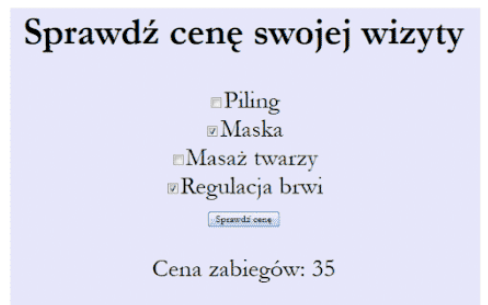 Sprawdź cenę swojej wizyty
Piling
Maska
Masaż twarzy
Regulacja brwi
Sprawdź cenę
Cena zabiegów: 35